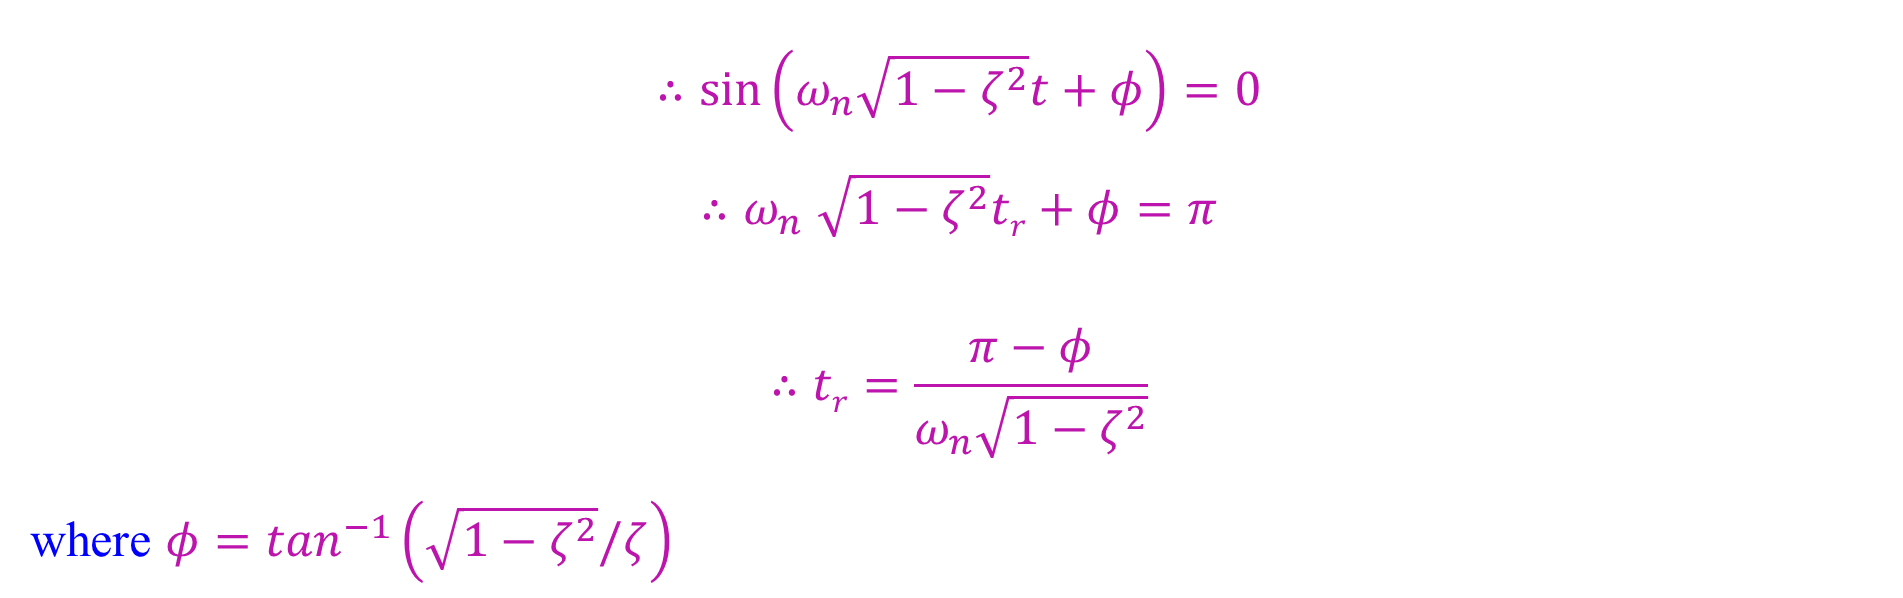 ∴ sin(ωₙ√(1 − ζ²)t + ϕ) = 0
∴ ωₙ √(1 − ζ²)tᵣ + ϕ = π
∴ tᵣ = (π − ϕ)/(ωₙ√(1 − ζ²))
where ϕ = tan⁻¹(√(1 − ζ²)/ζ)